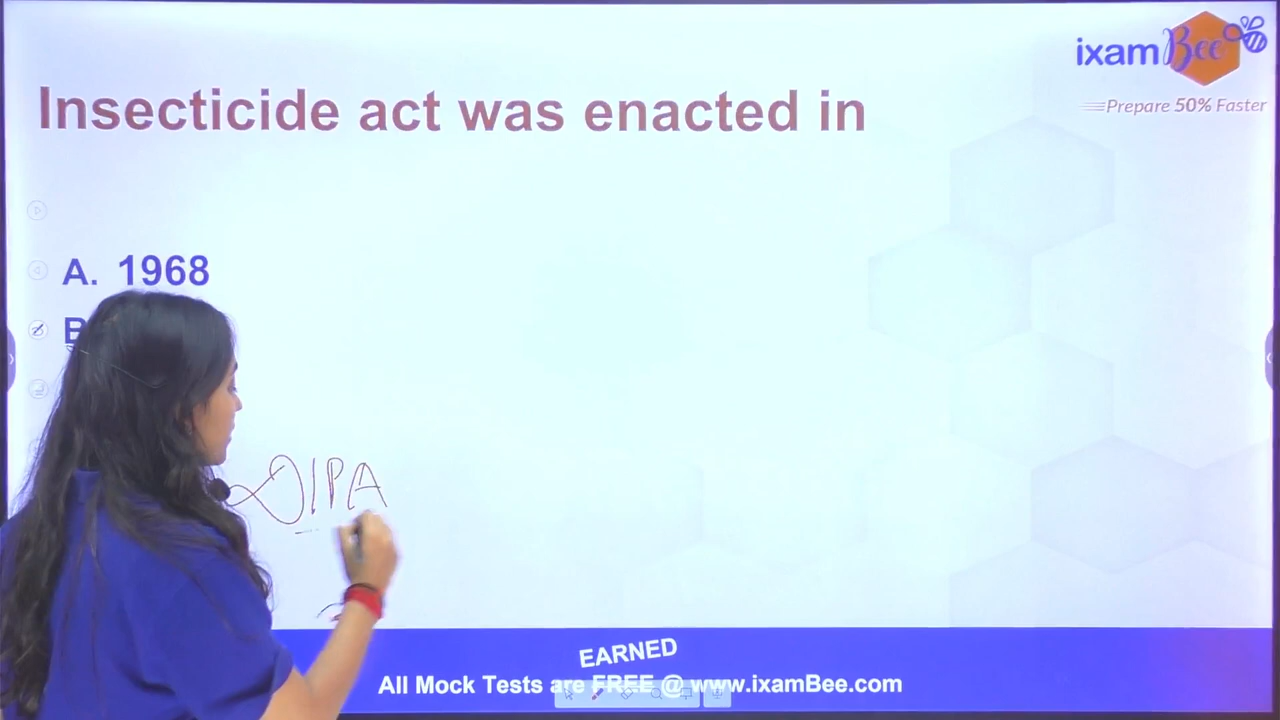 ixamBee
Prepare 50% Faster
Insecticide act was enacted in
A. 1968
B
DIPA
EARNED
All Mock Tests are FREE @ www.ixamBee.com